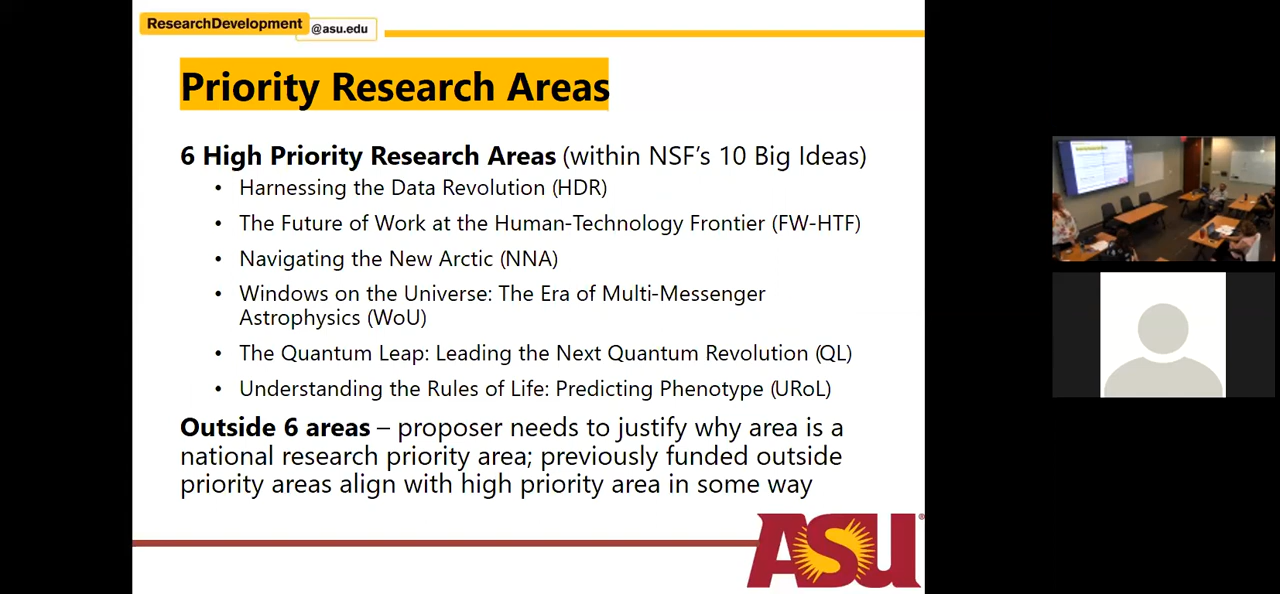 ResearchDevelopment
@asu.edu
Priority Research Areas
6 High Priority Research Areas (within NSF's 10 Big Ideas)
• Harnessing the Data Revolution (HDR)
• The Future of Work at the Human-Technology Frontier (FW-HTF)
• Navigating the New Arctic (NNA)
• Windows on the Universe: The Era of Multi-Messenger
Astrophysics (WoU)
• The Quantum Leap: Leading the Next Quantum Revolution (QL)
• Understanding the Rules of Life: Predicting Phenotype (URoL)
Outside 6 areas – proposer needs to justify why area is a
national research priority area; previously funded outside
priority areas align with high priority area in some way
ASU®